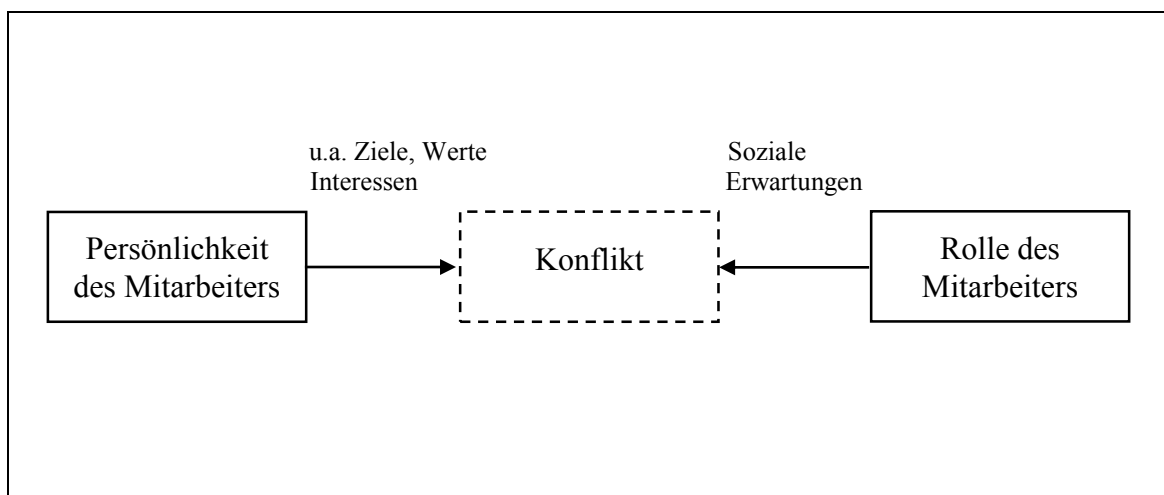 u.a. Ziele, Werte
Interessen
Soziale
Erwartungen
Persönlichkeit
des Mitarbeiters
Konflikt
Rolle des
Mitarbeiters